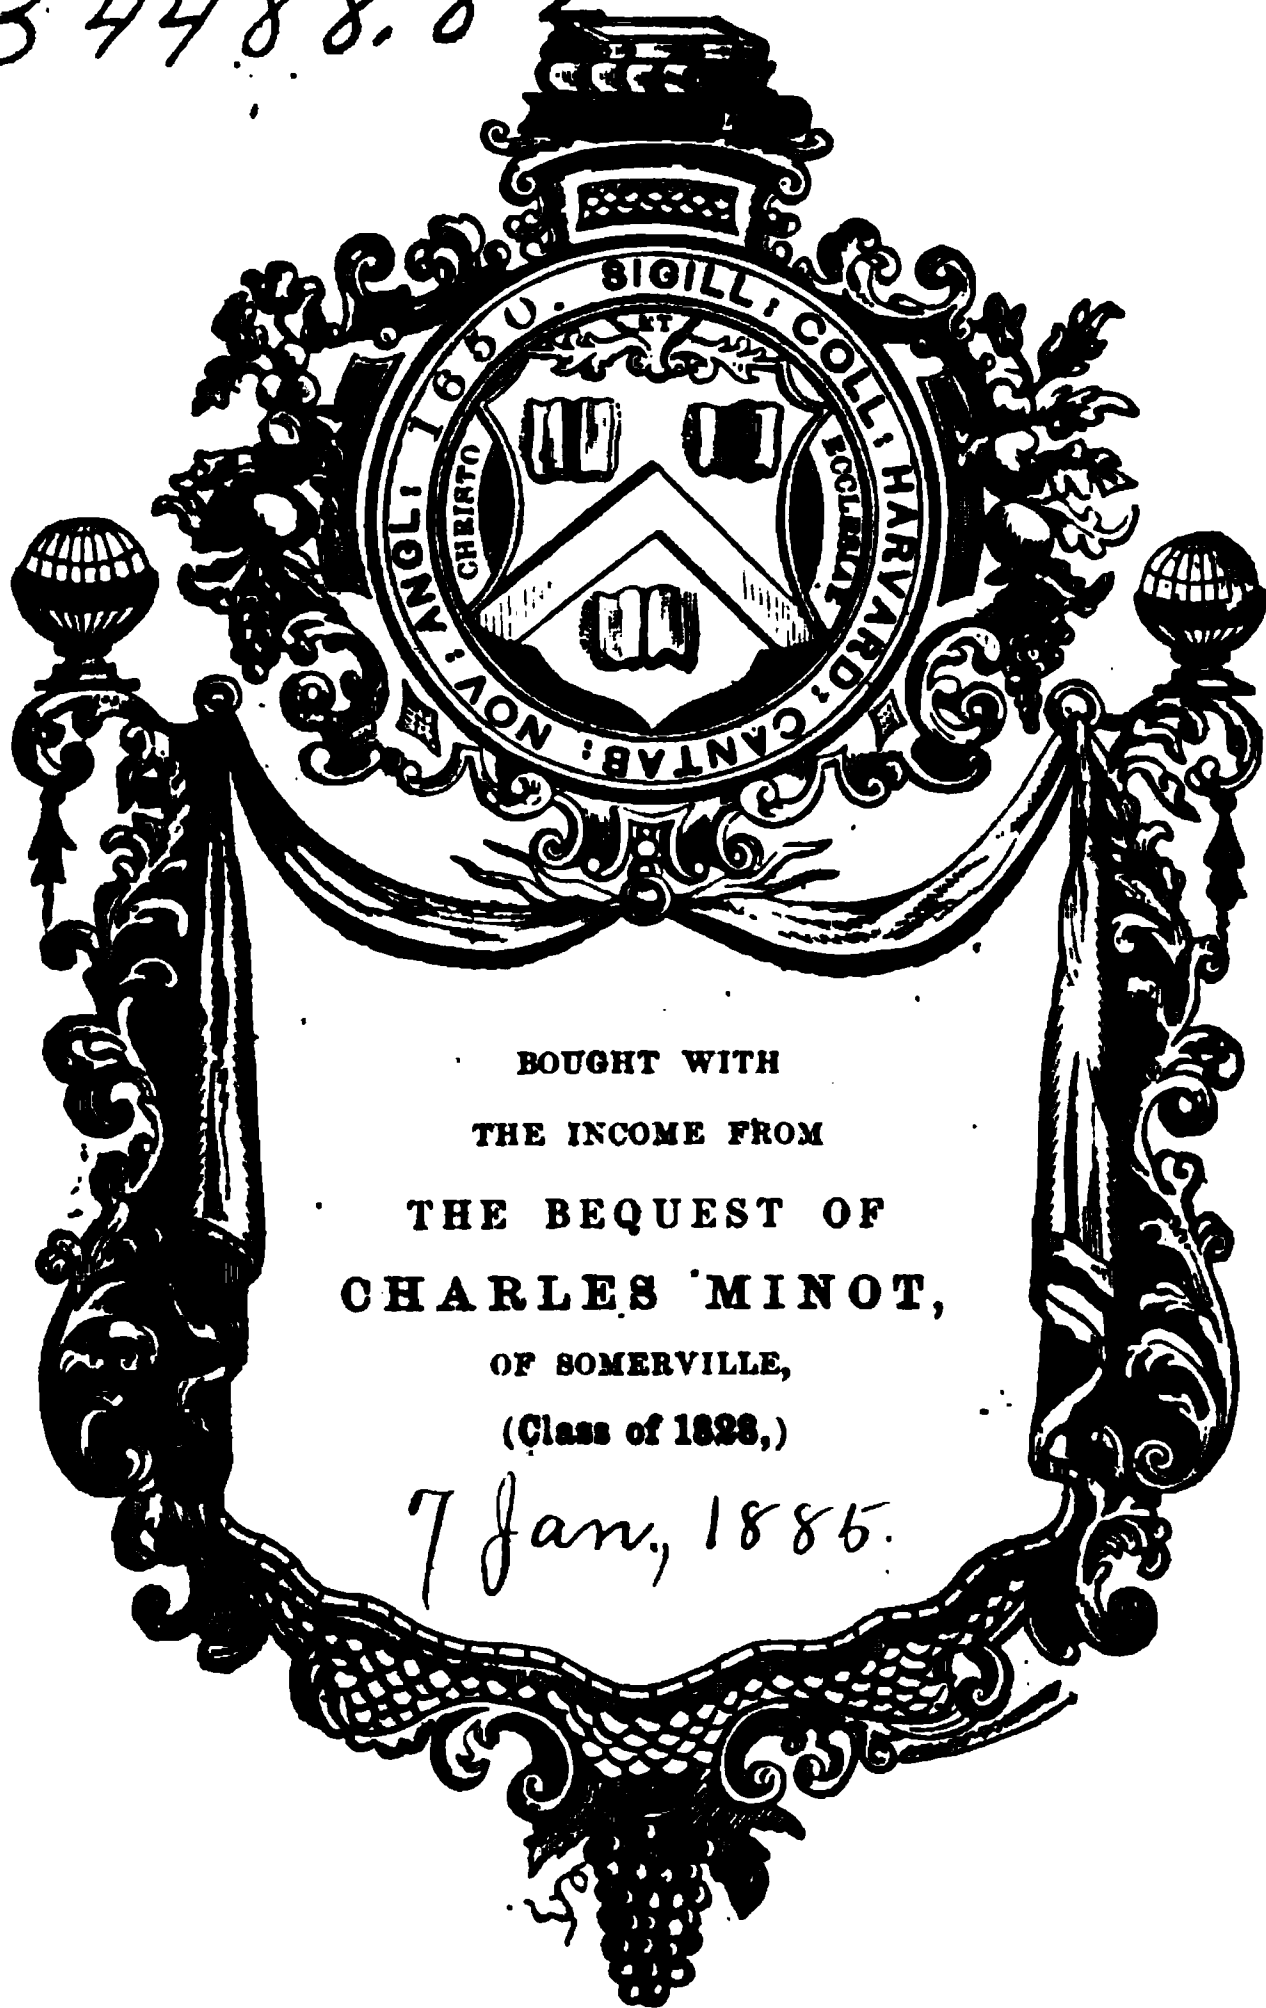 SIGILL : COLL : HARVARD : CANTAB : NOV : ANGL : 1650.
CHRISTO
ET
ECCLESIAE
BOUGHT WITH
THE INCOME FROM
THE BEQUEST OF
CHARLES MINOT,
OF SOMERVILLE,
(Class of 1828,)
7 Jan., 1885.